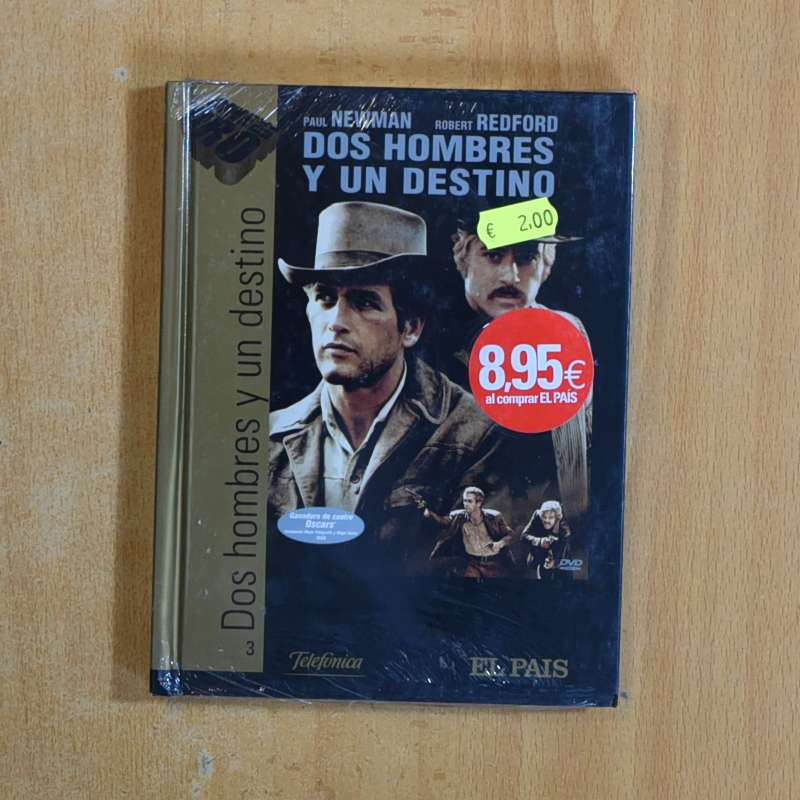 PAUL NEWMAN ROBERT REDFORD
DOS HOMBRES
Y UN DESTINO
€ 2,00
8,95€
al comprar EL PAÍS
Ganadora de cuatro
Oscars
DVD
3 Dos hombres y un destino
Telefónica
EL PAIS